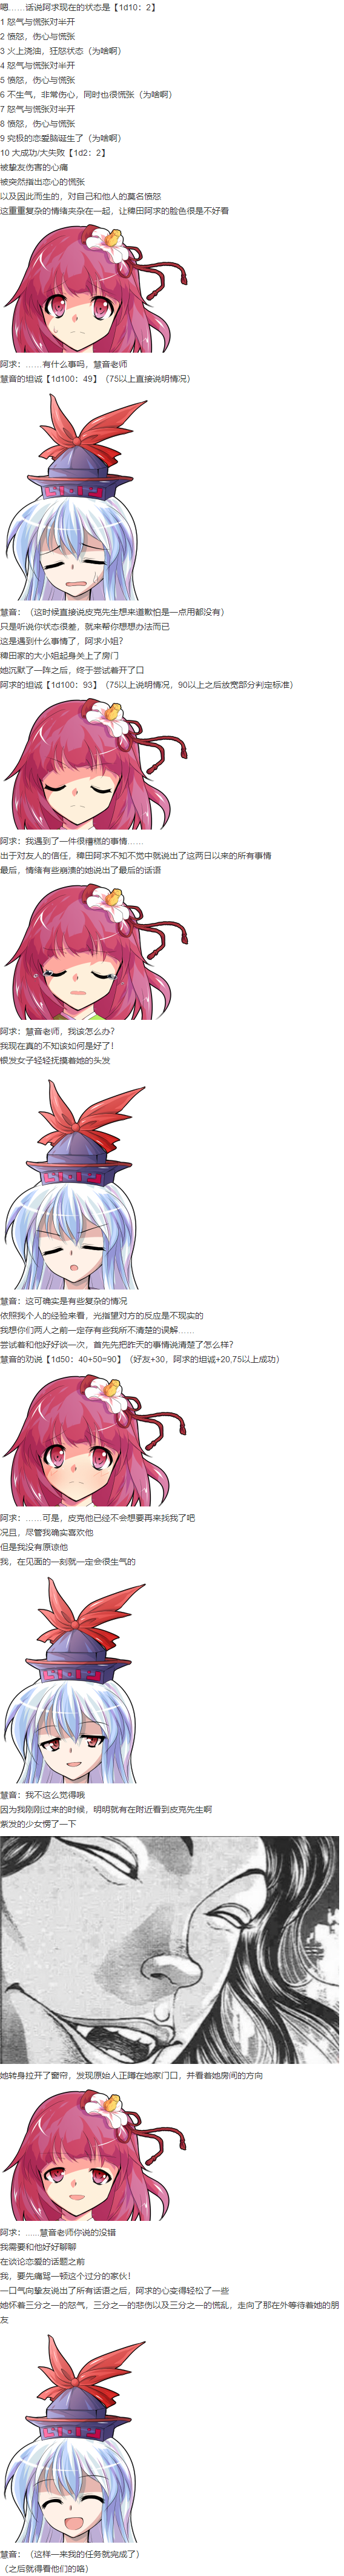 嗯……话说阿求现在的状态是【1d10：2】
1 怒气与慌张对半开
2 愤怒，伤心与慌张
3 火上浇油，狂怒状态（为啥啊）
4 怒气与慌张对半开
5 愤怒，伤心与慌张
6 不生气，非常伤心，同时也很慌张（为啥啊）
7 怒气与慌张对半开
8 愤怒，伤心与慌张
9 究极的恋爱脑诞生了（为啥啊）
10 大成功/大失败【1d2：2】
被挚友伤害的心痛
被突然指出恋心的慌张
以及因此而生的，对自己和他人的莫名愤怒
这重重复杂的情绪夹杂在一起，让稗田阿求的脸色很是不好看
阿求：……有什么事吗，慧音老师
慧音的坦诚【1d100：49】（75以上直接说明情况）
慧音：（这时候直接说皮克先生想来道歉怕是一点用都没有）
只是听说你状态很差，就来帮你想想办法而已
这是遇到什么事情了，阿求小姐？
稗田家的大小姐起身关上了房门
她沉默了一阵之后，终于尝试着开了口
阿求的坦诚【1d100：93】（75以上说明情况，90以上之后放宽部分判定标准）
阿求：我遇到了一件很糟糕的事情……
出于对友人的信任，稗田阿求不知不觉中就说出了这两日以来的所有事情
最后，情绪有些崩溃的她说出了最后的话语
阿求：慧音老师，我该怎么办？
我现在真的不知该如何是好了！
银发女子轻轻抚摸着她的头发
慧音：这可确实是有些复杂的情况
依照我个人的经验来看，光指望对方的反应是不现实的
我想你们两人之前一定存有些我所不清楚的误解……
尝试着和他好好谈一次，首先先把昨天的事情说清楚了怎么样？
慧音的劝说【1d50：40+50=90】（好友+30，阿求的坦诚+20,75以上成功）
阿求：……可是，皮克他已经不会想要再来找我了吧
况且，尽管我确实喜欢他
但是我没有原谅他
我，在见面的一刻就一定会很生气的
慧音：我不这么觉得哦
因为我刚刚过来的时候，明明就有在附近看到皮克先生啊
紫发的少女愣了一下
她转身拉开了窗帘，发现原始人正蹲在她家门口，并看着她房间的方向
阿求：……慧音老师你说的没错
我需要和他好好聊聊
在谈论恋爱的话题之前
我，要先痛骂一顿这个过分的家伙！
一口气向挚友说出了所有话语之后，阿求的心变得轻松了一些
她怀着三分之一的怒气，三分之一的悲伤以及三分之一的慌乱，走向了那在外等待着她的朋
友
慧音：（这样一来我的任务就完成了）
（之后就得看他们的咯）